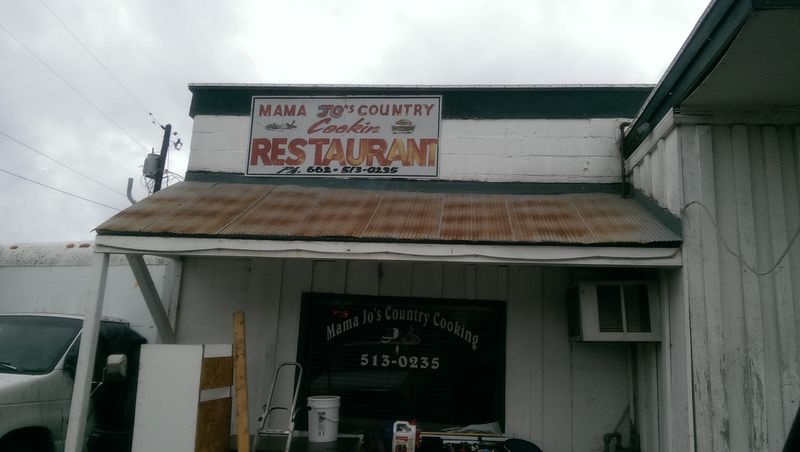 MAMA JO'S COUNTRY
Cookin
RESTAURANT
Ph. 662-513-0235
Mama Jo's Country Cooking
513-0235